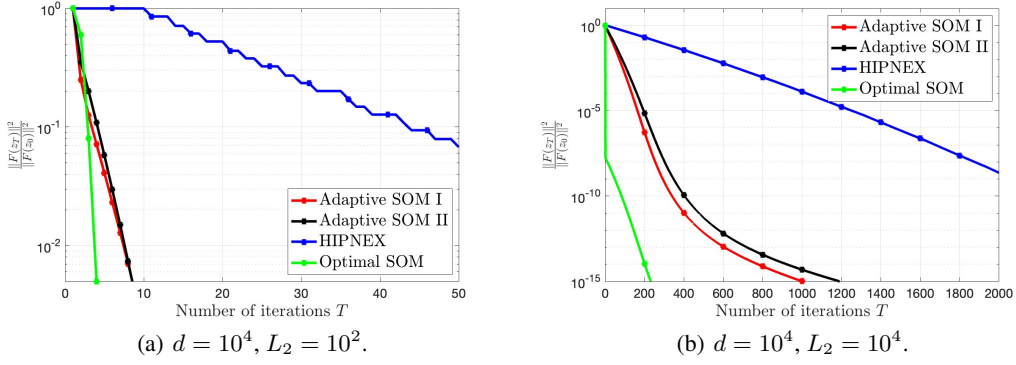 10^0
10^{-1}
10^{-2}
\frac{||F(z_T)||^2}{||F(z_0)||^2}
Adaptive SOM I
Adaptive SOM II
HIPNEX
Optimal SOM
0 10 20 30 40 50
Number of iterations T
(a) d = 10^4, L_2 = 10^2.
10^0
10^{-5}
10^{-10}
10^{-15}
\frac{||F(z_T)||^2}{||F(z_0)||^2}
Adaptive SOM I
Adaptive SOM II
HIPNEX
Optimal SOM
0 200 400 600 800 1000 1200 1400 1600 1800 2000
Number of iterations T
(b) d = 10^4, L_2 = 10^4.